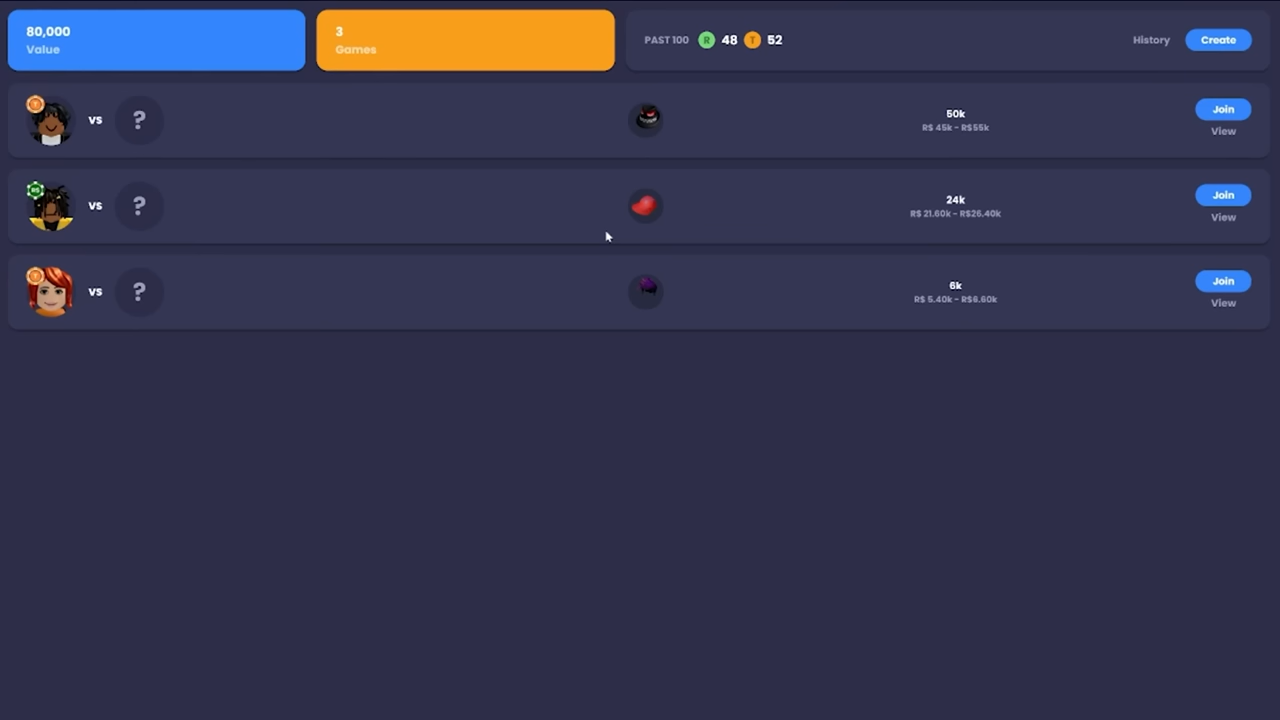 80,000
Value
3
Games
PAST 100 R 48 T 52
History
Create
vs ?
50k
R$ 45k - R$55k
Join
View
R$
vs ?
24k
R$ 21.60k - R$26.40k
Join
View
vs ?
6k
R$ 5.40k - R$6.60k
Join
View